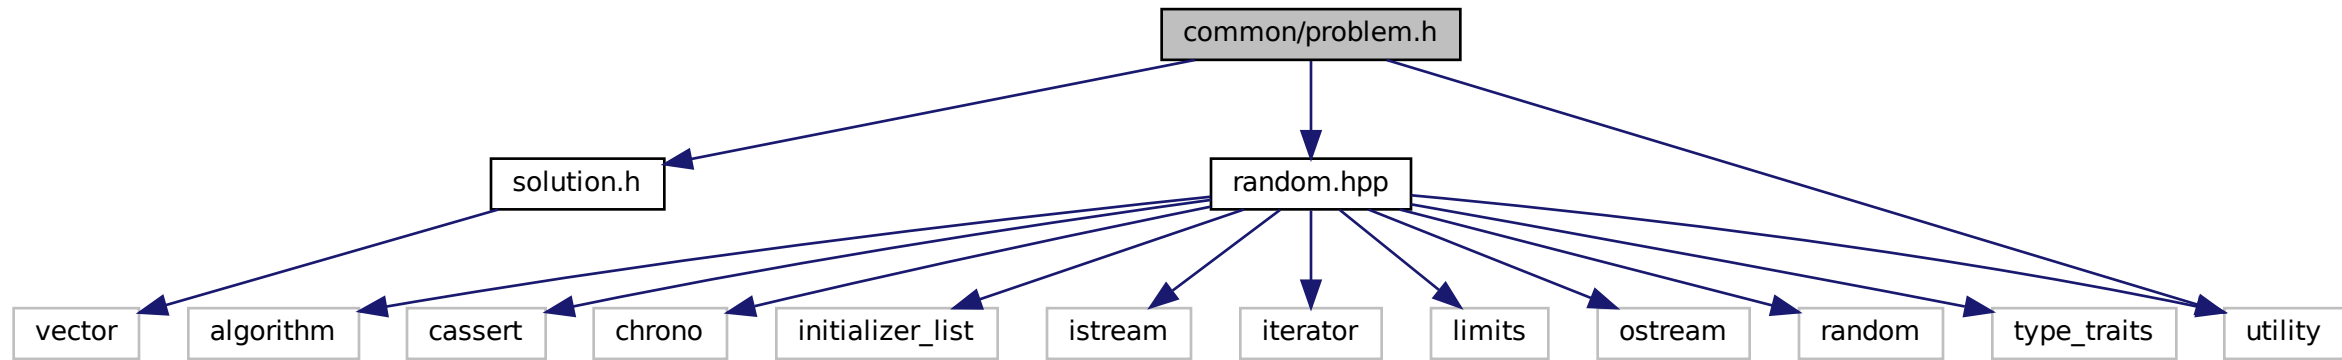 common/problem.h
solution.h
random.hpp
vector
algorithm
cassert
chrono
initializer_list
istream
iterator
limits
ostream
random
type_traits
utility